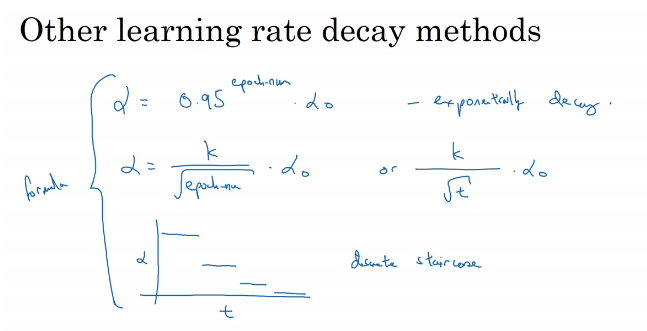 Other learning rate decay methods
α = 0.95^epoch-num · α₀ - exponentially decay.
formula
α = k/√epoch-num · α₀ or k/√t · α₀
α
discrete staircase
t